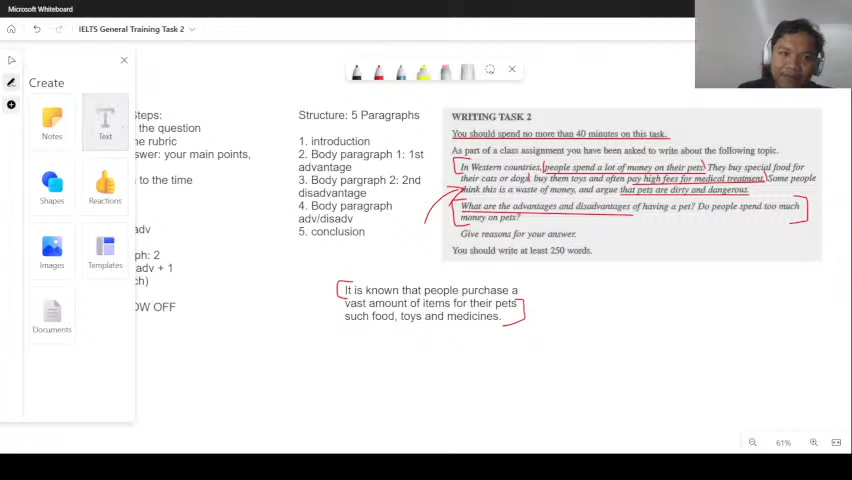 Microsoft Whiteboard
IELTS General Training Task 2
Create
Notes
Text
Shapes
Reactions
Images
Templates
Documents
Steps:
the question
he rubric
swer: your main points,
to the time
adv
ph: 2
adv + 1
ch)
OW OFF
Structure: 5 Paragraphs
1. introduction
2. Body paragraph 1: 1st
advantage
3. Body pargraph 2: 2nd
disadvantage
4. Body paragraph
adv/disadv
5. conclusion
WRITING TASK 2
You should spend no more than 40 minutes on this task.
As part of a class assignment you have been asked to write about the following topic.
In Western countries, people spend a lot of money on their pets. They buy special food for
their cats or dogs, buy them toys and often pay high fees for medical treatment. Some people
think this is a waste of money, and argue that pets are dirty and dangerous.
What are the advantages and disadvantages of having a pet? Do people spend too much
money on pets?
Give reasons for your answer.
You should write at least 250 words.
It is known that people purchase a
vast amount of items for their pets
such food, toys and medicines.
61%